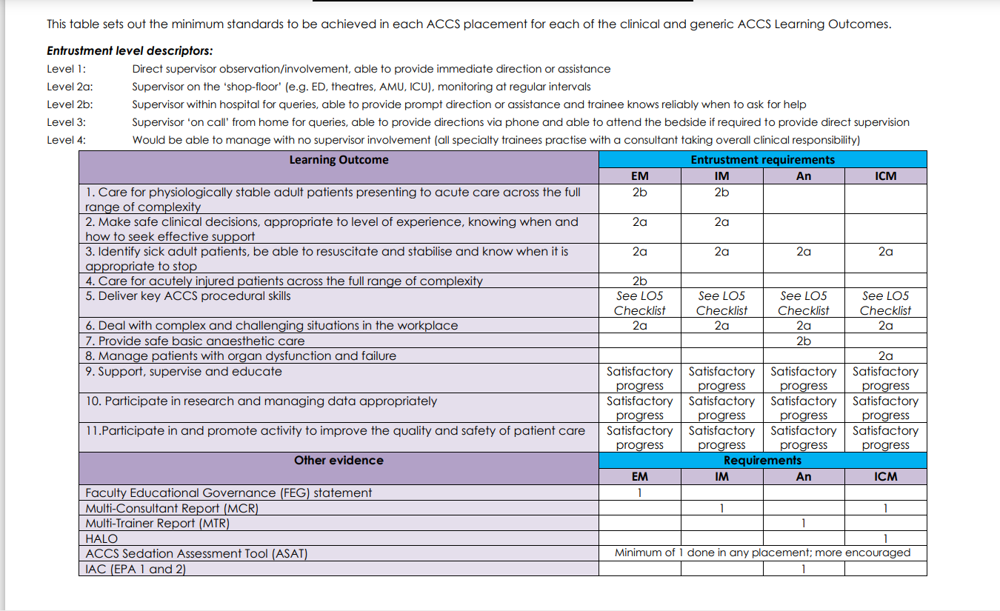 This table sets out the minimum standards to be achieved in each ACCS placement for each of the clinical and generic ACCS Learning Outcomes.
Entrustment level descriptors:
Level 1: Direct supervisor observation/involvement, able to provide immediate direction or assistance
Level 2a: Supervisor on the 'shop-floor' (e.g. ED, theatres, AMU, ICU), monitoring at regular intervals
Level 2b: Supervisor within hospital for queries, able to provide prompt direction or assistance and trainee knows reliably when to ask for help
Level 3: Supervisor 'on call' from home for queries, able to provide directions via phone and able to attend the bedside if required to provide direct supervision
Level 4: Would be able to manage with no supervisor involvement (all specialty trainees practise with a consultant taking overall clinical responsibility)
Learning Outcome Entrustment requirements
EM IM An ICM
1. Care for physiologically stable adult patients presenting to acute care across the full 2b 2b
range of complexity
2. Make safe clinical decisions, appropriate to level of experience, knowing when and 2a 2a
how to seek effective support
3. Identify sick adult patients, be able to resuscitate and stabilise and know when it is 2a 2a 2a 2a
appropriate to stop
4. Care for acutely injured patients across the full range of complexity 2b
5. Deliver key ACCS procedural skills See LO5 See LO5 See LO5 See LO5
Checklist Checklist Checklist Checklist
6. Deal with complex and challenging situations in the workplace 2a 2a 2a 2a
7. Provide safe basic anaesthetic care 2b
8. Manage patients with organ dysfunction and failure 2a
9. Support, supervise and educate Satisfactory Satisfactory Satisfactory Satisfactory
progress progress progress progress
10. Participate in research and managing data appropriately Satisfactory Satisfactory Satisfactory Satisfactory
progress progress progress progress
11.Participate in and promote activity to improve the quality and safety of patient care Satisfactory Satisfactory Satisfactory Satisfactory
progress progress progress progress
Other evidence Requirements
EM IM An ICM
Faculty Educational Governance (FEG) statement 1
Multi-Consultant Report (MCR) 1 1
Multi-Trainer Report (MTR) 1
HALO 1
ACCS Sedation Assessment Tool (ASAT) Minimum of 1 done in any placement; more encouraged
IAC (EPA 1 and 2) 1